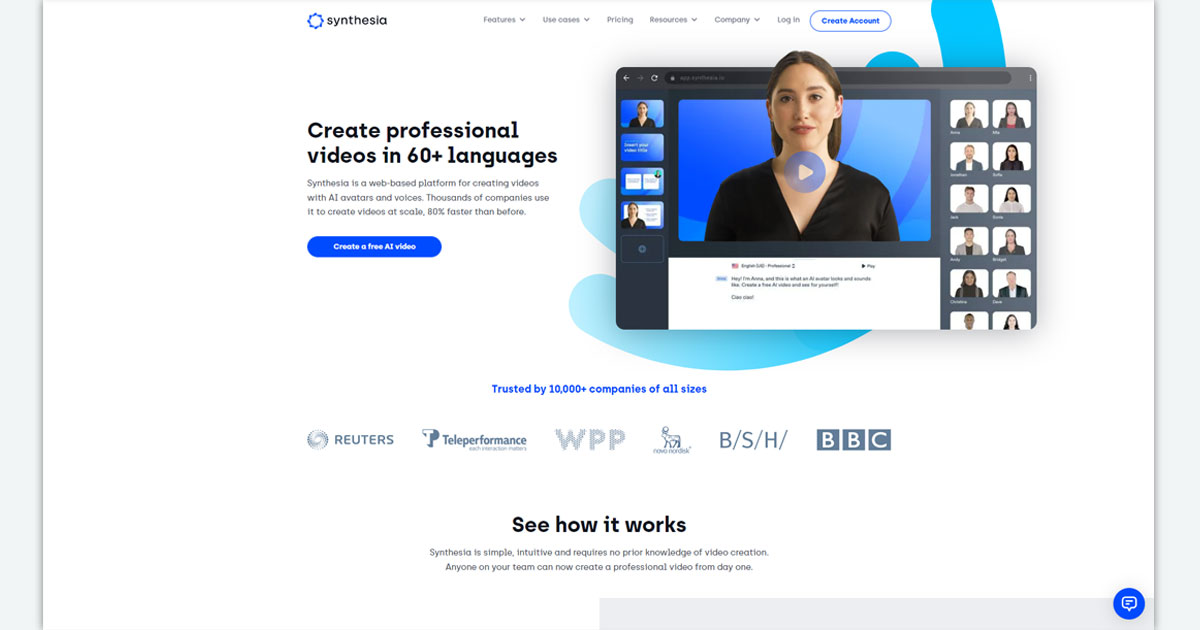 synthesia
Features
Use cases
Pricing
Resources
Company
Log in
Create Account
app.synthesia.io
Create professional
videos in 60+ languages
Synthesia is a web-based platform for creating videos
with AI avatars and voices. Thousands of companies use
it to create videos at scale, 80% faster than before.
Create a free AI video
Insert your
video title
Anna
Mia
Jonathan
Sofia
Jack
Bridget
Andy
Christina
Dave
English (US) - Professional
Play
Hey! I'm Anna, and this is what an AI avatar looks and sounds
like. Create a free AI video and see for yourself!
Ciao ciao!
Trusted by 10,000+ companies of all sizes
REUTERS
Teleperformance
each interaction matters
WPP
novo nordisk
B/S/H/
BBC
See how it works
Synthesia is simple, intuitive and requires no prior knowledge of video creation.
Anyone on your team can now create a professional video from day one.